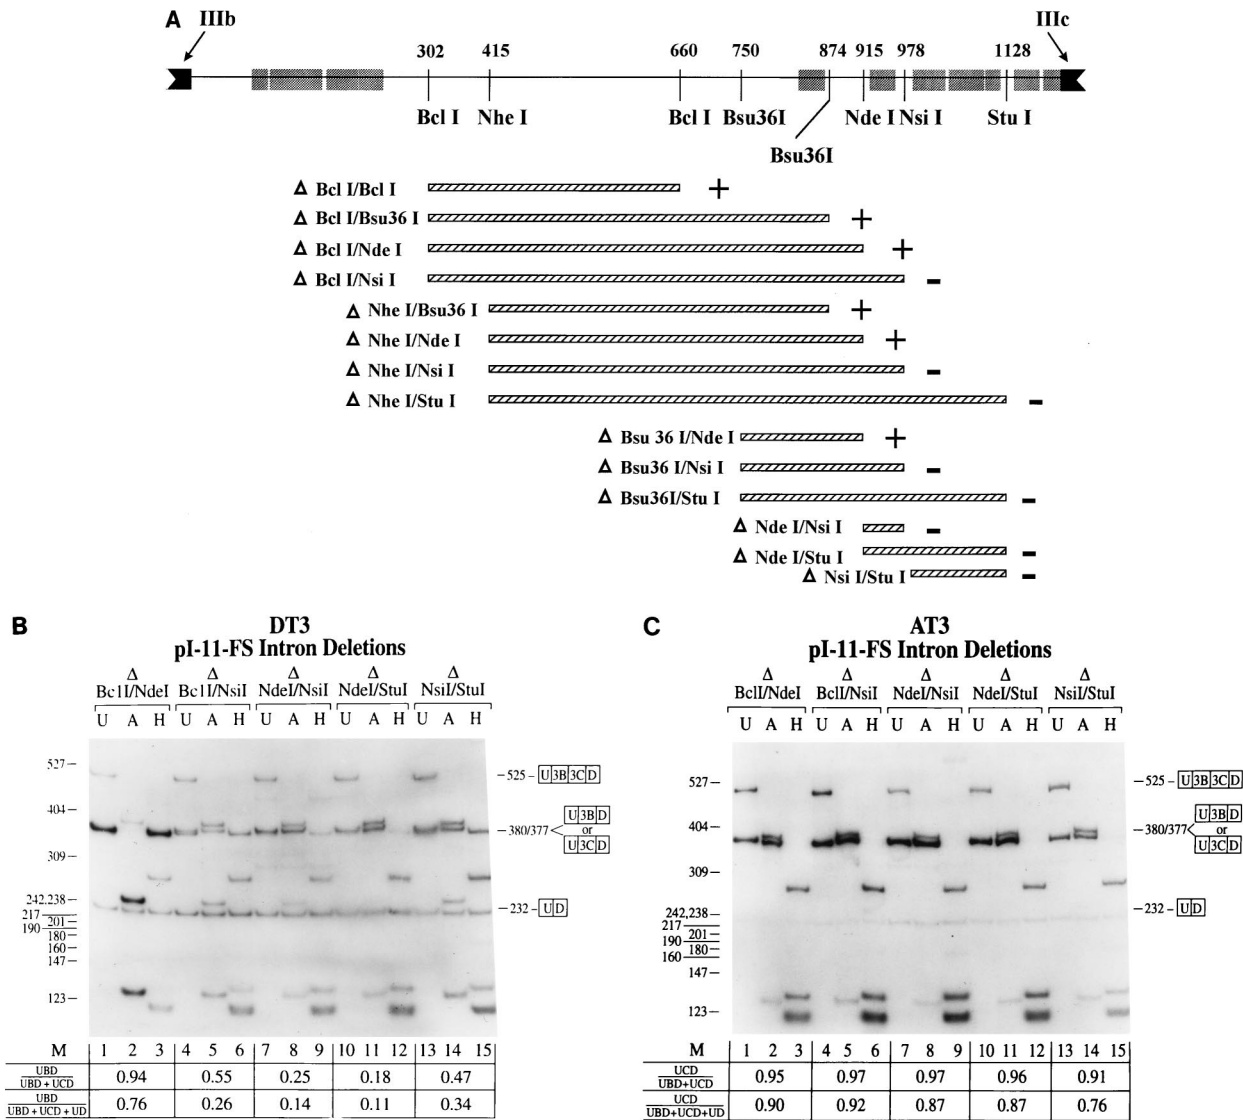 A
IIIb
IIIc
302 415 660 750 874 915 978 1128
Bcl I Nhe I Bcl I Bsu36I Nde I Nsi I Stu I
Bsu36I
Δ Bcl I/Bcl I +
Δ Bcl I/Bsu36 I +
Δ Bcl I/Nde I +
Δ Bcl I/Nsi I -
Δ Nhe I/Bsu36 I +
Δ Nhe I/Nde I +
Δ Nhe I/Nsi I -
Δ Nhe I/Stu I -
Δ Bsu 36 I/Nde I +
Δ Bsu36 I/Nsi I -
Δ Bsu36I/Stu I -
Δ Nde I/Nsi I -
Δ Nde I/Stu I -
Δ Nsi I/Stu I -
B
DT3
pI-11-FS Intron Deletions
Δ Δ Δ Δ Δ
BclI/NdeI BclI/NsiI NdeI/NsiI NdeI/StuI NsiI/StuI
U A H U A H U A H U A H U A H
527
404
309
242,238
217
201
190
180
160
147
123
525 - U 3B 3C D
U 3B D
380/377 or
U 3C D
232 - U D
M 1 2 3 4 5 6 7 8 9 10 11 12 13 14 15
UBD
UBD + UCD
0.94 0.55 0.25 0.18 0.47
UBD
UBD + UCD + UD
0.76 0.26 0.14 0.11 0.34
C
AT3
pI-11-FS Intron Deletions
Δ Δ Δ Δ Δ
BclI/NdeI BclI/NsiI NdeI/NsiI NdeI/StuI NsiI/StuI
U A H U A H U A H U A H U A H
527
404
309
242,238
217
201
190
180
160
147
123
525 - U 3B 3C D
U 3B D
380/377 or
U 3C D
232 - U D
M 1 2 3 4 5 6 7 8 9 10 11 12 13 14 15
UCD
UBD+UCD
0.95 0.97 0.97 0.96 0.91
UCD
UBD+UCD+UD
0.90 0.92 0.87 0.87 0.76